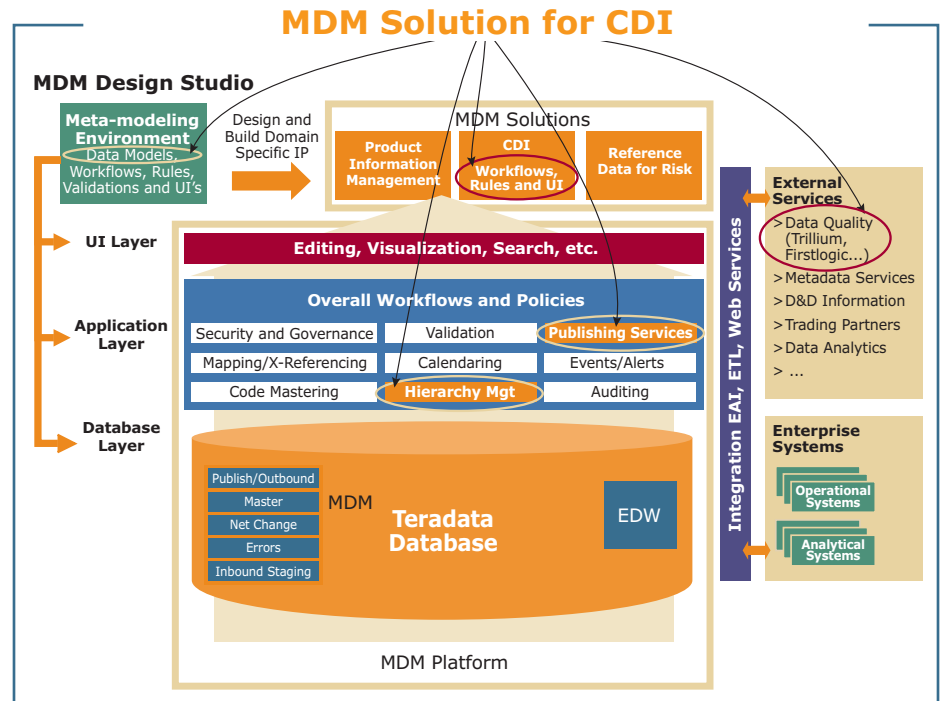 MDM Solution for CDI
MDM Design Studio
Meta-modeling
Environment
Data Models,
Workflows, Rules,
Validations and UI's
Design and
Build Domain
Specific IP
MDM Solutions
Product
Information
Management
CDI
Workflows,
Rules and UI
Reference
Data for Risk
UI Layer
Application
Layer
Database
Layer
Editing, Visualization, Search, etc.
Overall Workflows and Policies
Security and Governance
Validation
Publishing Services
Mapping/X-Referencing
Calendaring
Events/Alerts
Code Mastering
Hierarchy Mgt
Auditing
Publish/Outbound
Master
Net Change
Errors
Inbound Staging
MDM
Teradata
Database
EDW
MDM Platform
Integration EAI, ETL, Web Services
External
Services
>Data Quality
(Trillium,
Firstlogic...)
>Metadata Services
>D&D Information
>Trading Partners
>Data Analytics
> ...
Enterprise
Systems
Operational
Systems
Analytical
Systems